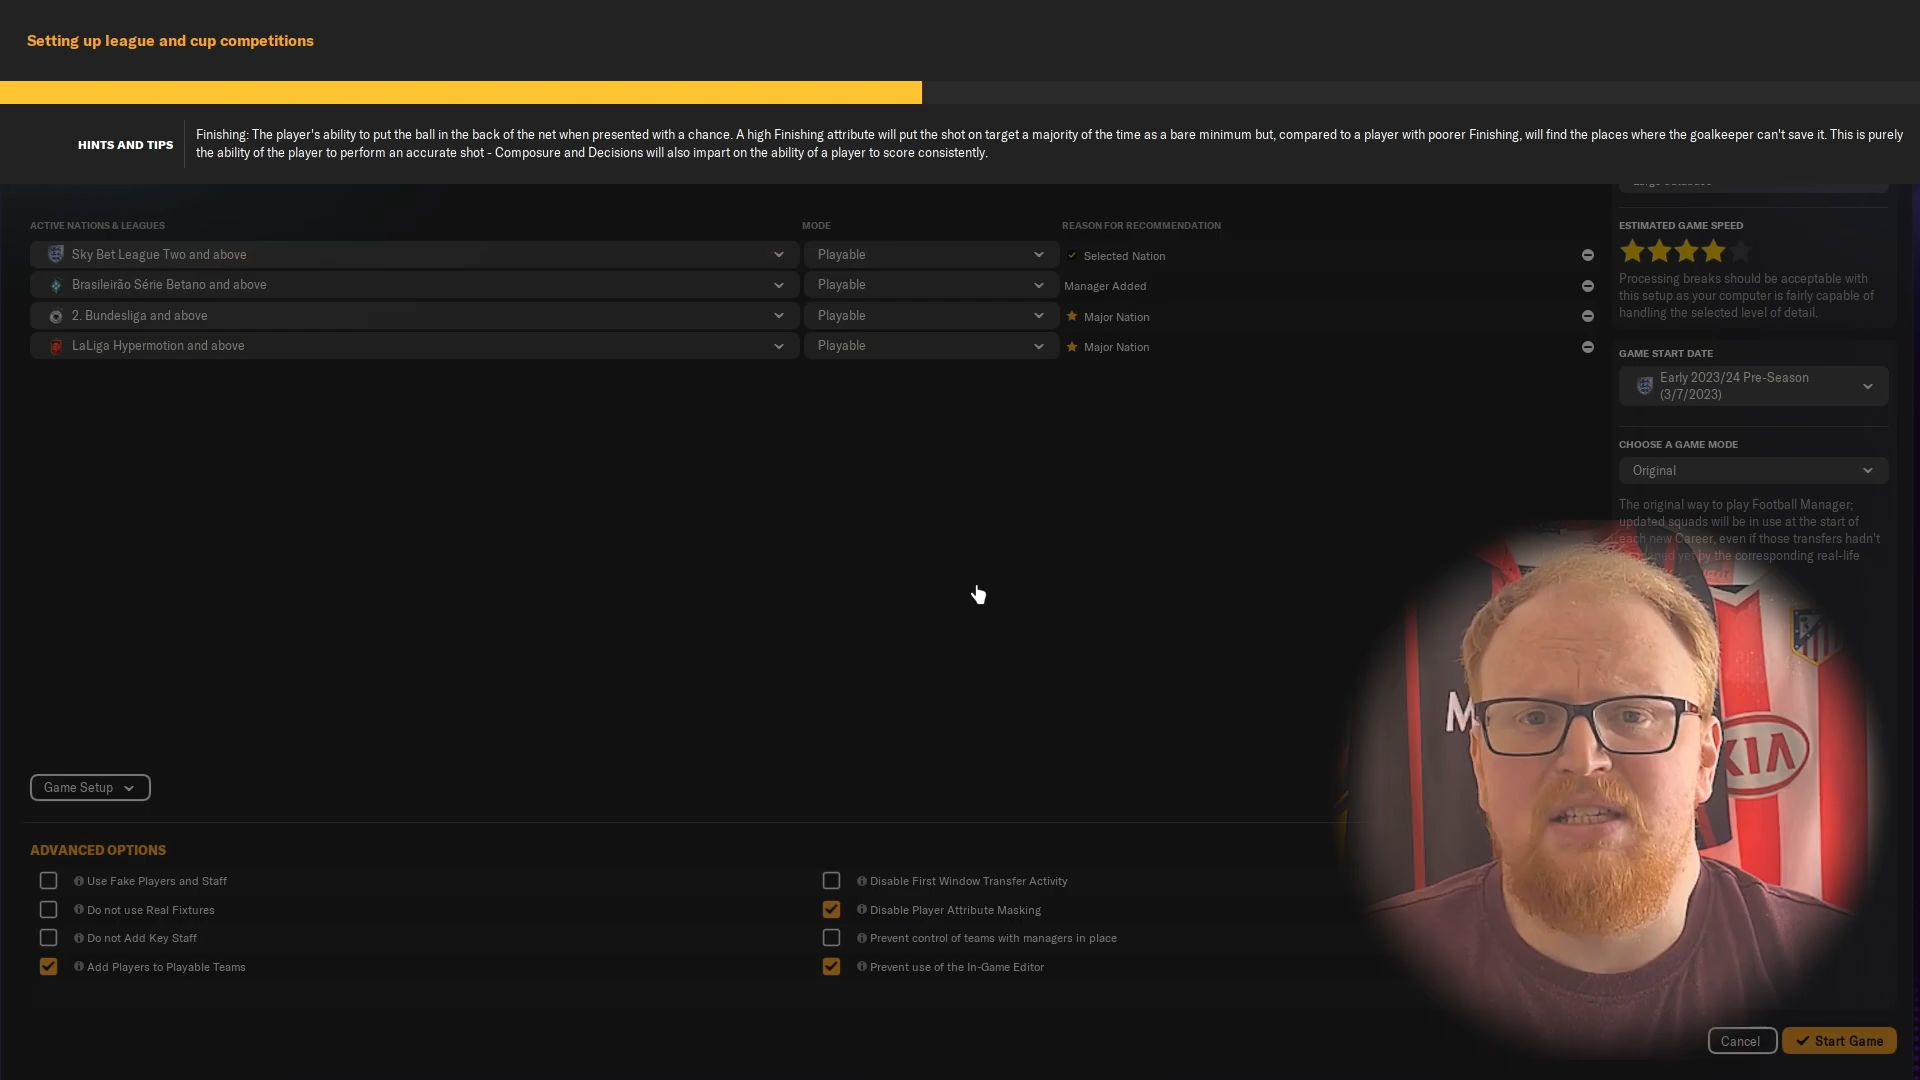 Setting up league and cup competitions
HINTS AND TIPS
Finishing: The player's ability to put the ball in the back of the net when presented with a chance. A high Finishing attribute will put the shot on target a majority of the time as a bare minimum but, compared to a player with poorer Finishing, will find the places where the goalkeeper can't save it. This is purely
the ability of the player to perform an accurate shot - Composure and Decisions will also impart on the ability of a player to score consistently.
ACTIVE NATIONS & LEAGUES MODE REASON FOR RECOMMENDATION
Sky Bet League Two and above Playable Selected Nation
Brasileirão Série Betano and above Playable Manager Added
2. Bundesliga and above Playable Major Nation
LaLiga Hypermotion and above Playable Major Nation
ESTIMATED GAME SPEED
Processing breaks should be acceptable with
this setup as your computer is fairly capable of
handling the selected level of detail.
GAME START DATE
Early 2023/24 Pre-Season
(3/7/2023)
CHOOSE A GAME MODE
Original
The original way to play Football Manager;
updated squads will be in use at the start of
each new Career, even if those transfers hadn't
yet by the corresponding real-life
KIA
Game Setup
ADVANCED OPTIONS
Use Fake Players and Staff
Do not use Real Fixtures
Do not Add Key Staff
Add Players to Playable Teams
Disable First Window Transfer Activity
Disable Player Attribute Masking
Prevent control of teams with managers in place
Prevent use of the In-Game Editor
Cancel
Start Game